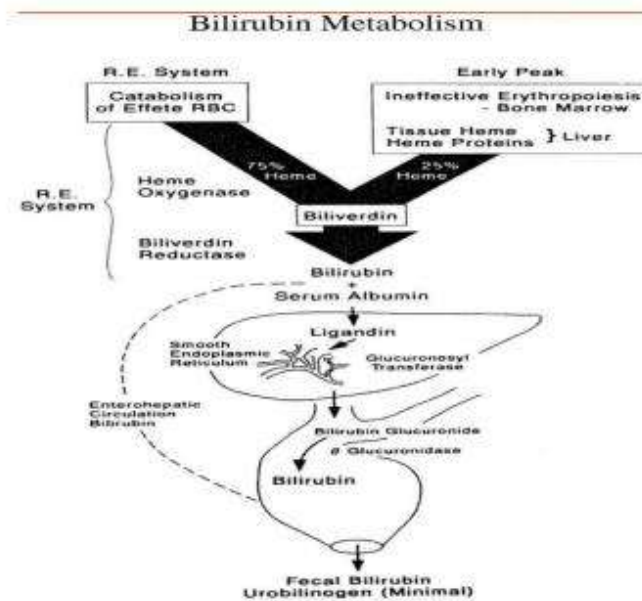 Bilirubin Metabolism
R.E. System
Catabolism
of Effete RBC
Early Peak
Ineffective Erythropoiesis
- Bone Marrow
Tissue Heme
Heme Proteins } Liver
75%
Heme
25%
Heme
R.E.
System
Heme
Oxygenase
Biliverdin
Biliverdin
Reductase
Bilirubin
+
Serum Albumin
Ligandin
Smooth
Endoplasmic
Reticulum
Glucuronosyl
Transferase
Enterohepatic
Circulation
Bilirubin
Bilirubin Glucuronide
β Glucuronidase
Bilirubin
Fecal Bilirubin
Urobilinogen (Minimal)